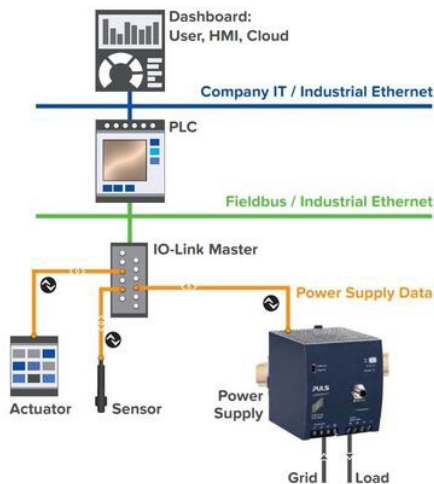 Dashboard:
User, HMI, Cloud
Company IT / Industrial Ethernet
PLC
Fieldbus / Industrial Ethernet
IO-Link Master
Power Supply Data
Actuator
Sensor
Power
Supply
PULS
Grid
Load